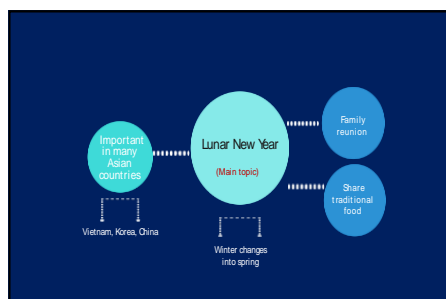 Important
in many
Asian
countries
Vietnam, Korea, China
Lunar New Year
(Main topic)
Winter changes
into spring
Family
reunion
Share
traditional
food